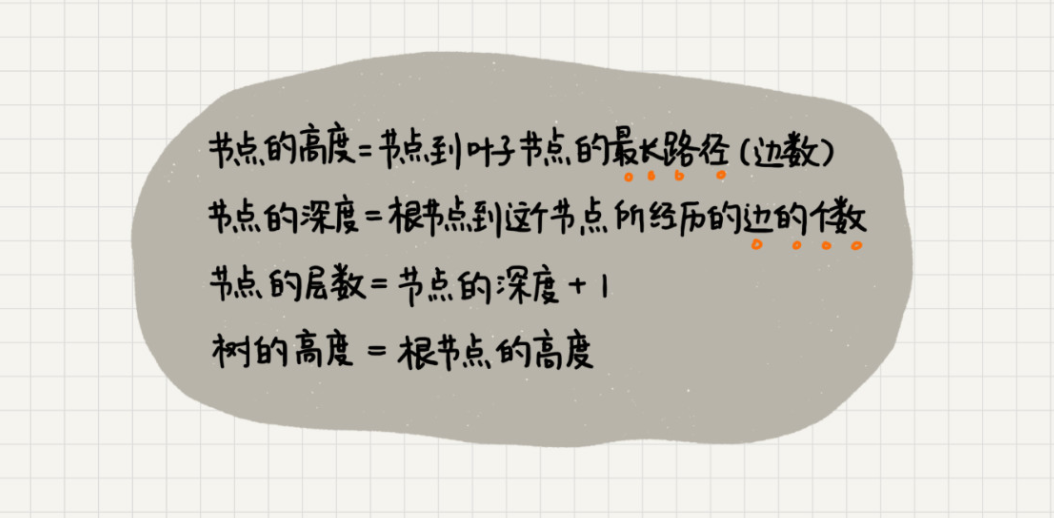 节点的高度=节点到叶子节点的最长路径(边数)
节点的深度=根节点到这个节点所经历的边的个数
节点的层数=节点的深度+1
树的高度=根节点的高度